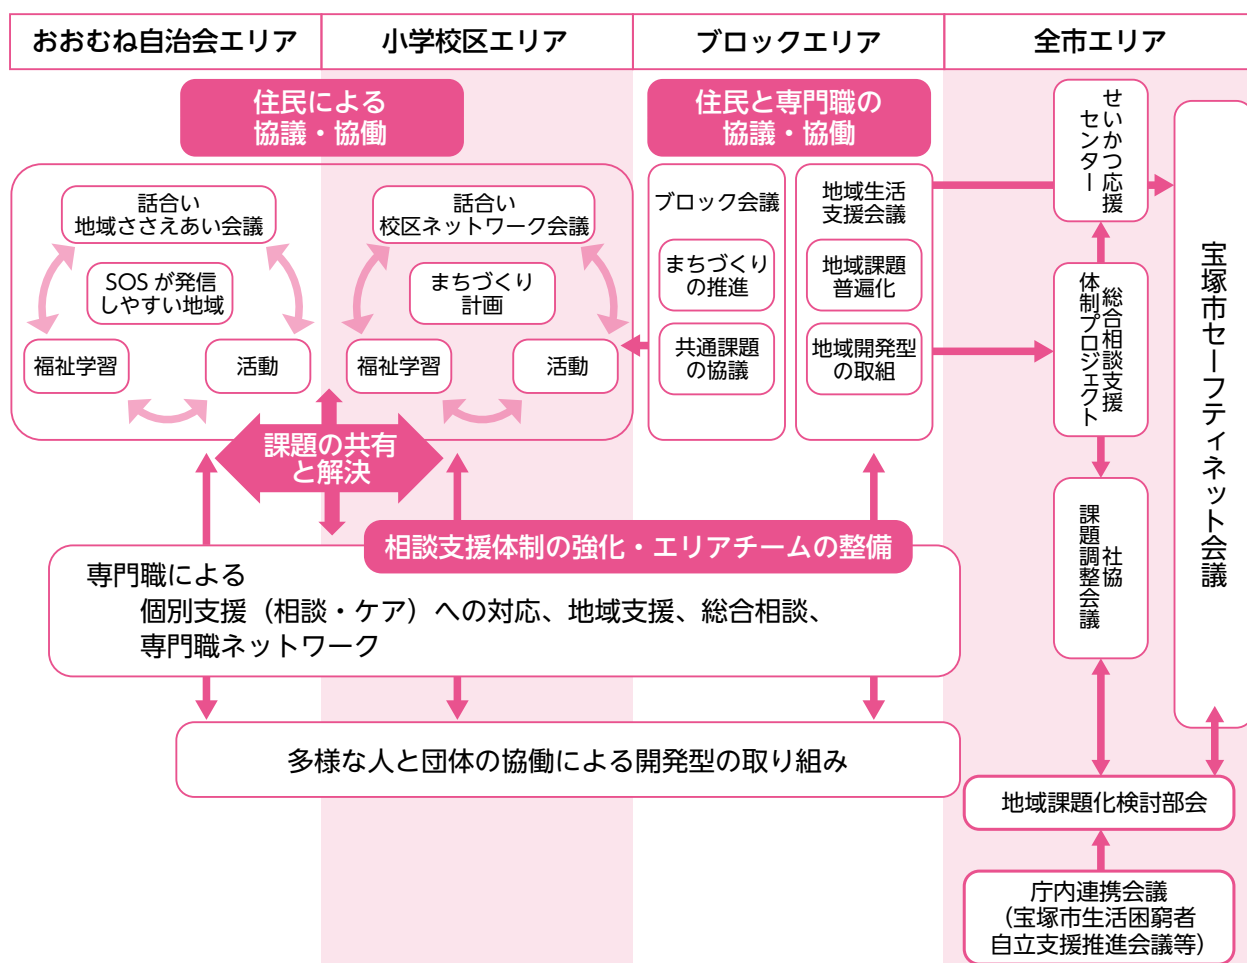 おおむね自治会エリア
小学校区エリア
ブロックエリア
全市エリア
住民による
協議・協働
住民と専門職の
協議・協働
話合い
地域ささえあい会議
SOS が発信
しやすい地域
福祉学習
活動
話合い
校区ネットワーク会議
まちづくり
計画
福祉学習
活動
ブロック会議
まちづくり
の推進
共通課題
の協議
地域生活
支援会議
地域課題
普遍化
地域開発型
の取組
せいかつ応援
センター
総合相談支援
体制プロジェクト
社協
課題調整会議
宝塚市セーフティネット会議
課題の共有
と解決
相談支援体制の強化・エリアチームの整備
専門職による
個別支援（相談・ケア）への対応、地域支援、総合相談、
専門職ネットワーク
多様な人と団体の協働による開発型の取り組み
地域課題化検討部会
庁内連携会議
（宝塚市生活困窮者
自立支援推進会議等）